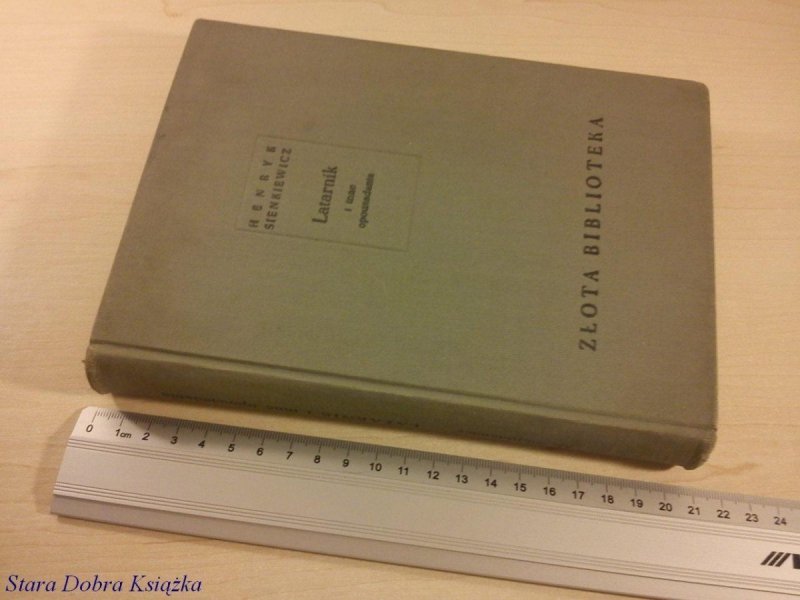 HENRYK
SIENKIEWICZ
Latarnik
i inne
opowiadania
ZŁOTA BIBLIOTEKA
0 1cm 2 3 4 5 6 7 8 9 10 11 12 13 14 15 16 17 18 19 20 21 22 23 24
Stara Dobra Książka